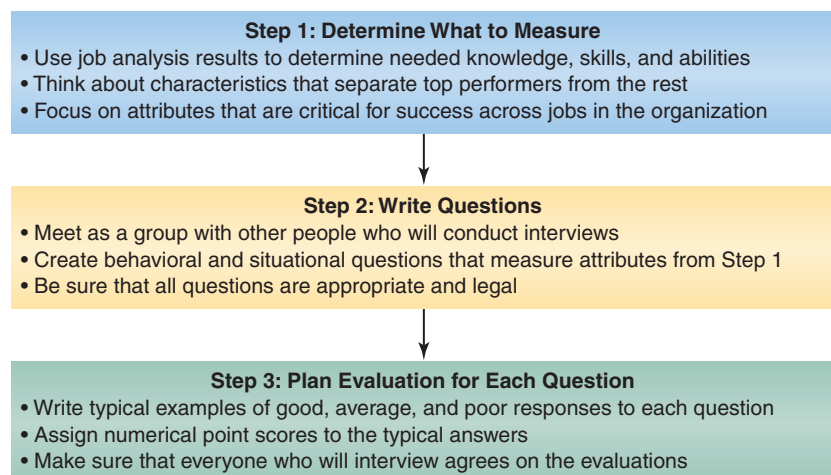 Step 1: Determine What to Measure
• Use job analysis results to determine needed knowledge, skills, and abilities
• Think about characteristics that separate top performers from the rest
• Focus on attributes that are critical for success across jobs in the organization
Step 2: Write Questions
• Meet as a group with other people who will conduct interviews
• Create behavioral and situational questions that measure attributes from Step 1
• Be sure that all questions are appropriate and legal
Step 3: Plan Evaluation for Each Question
• Write typical examples of good, average, and poor responses to each question
• Assign numerical point scores to the typical answers
• Make sure that everyone who will interview agrees on the evaluations